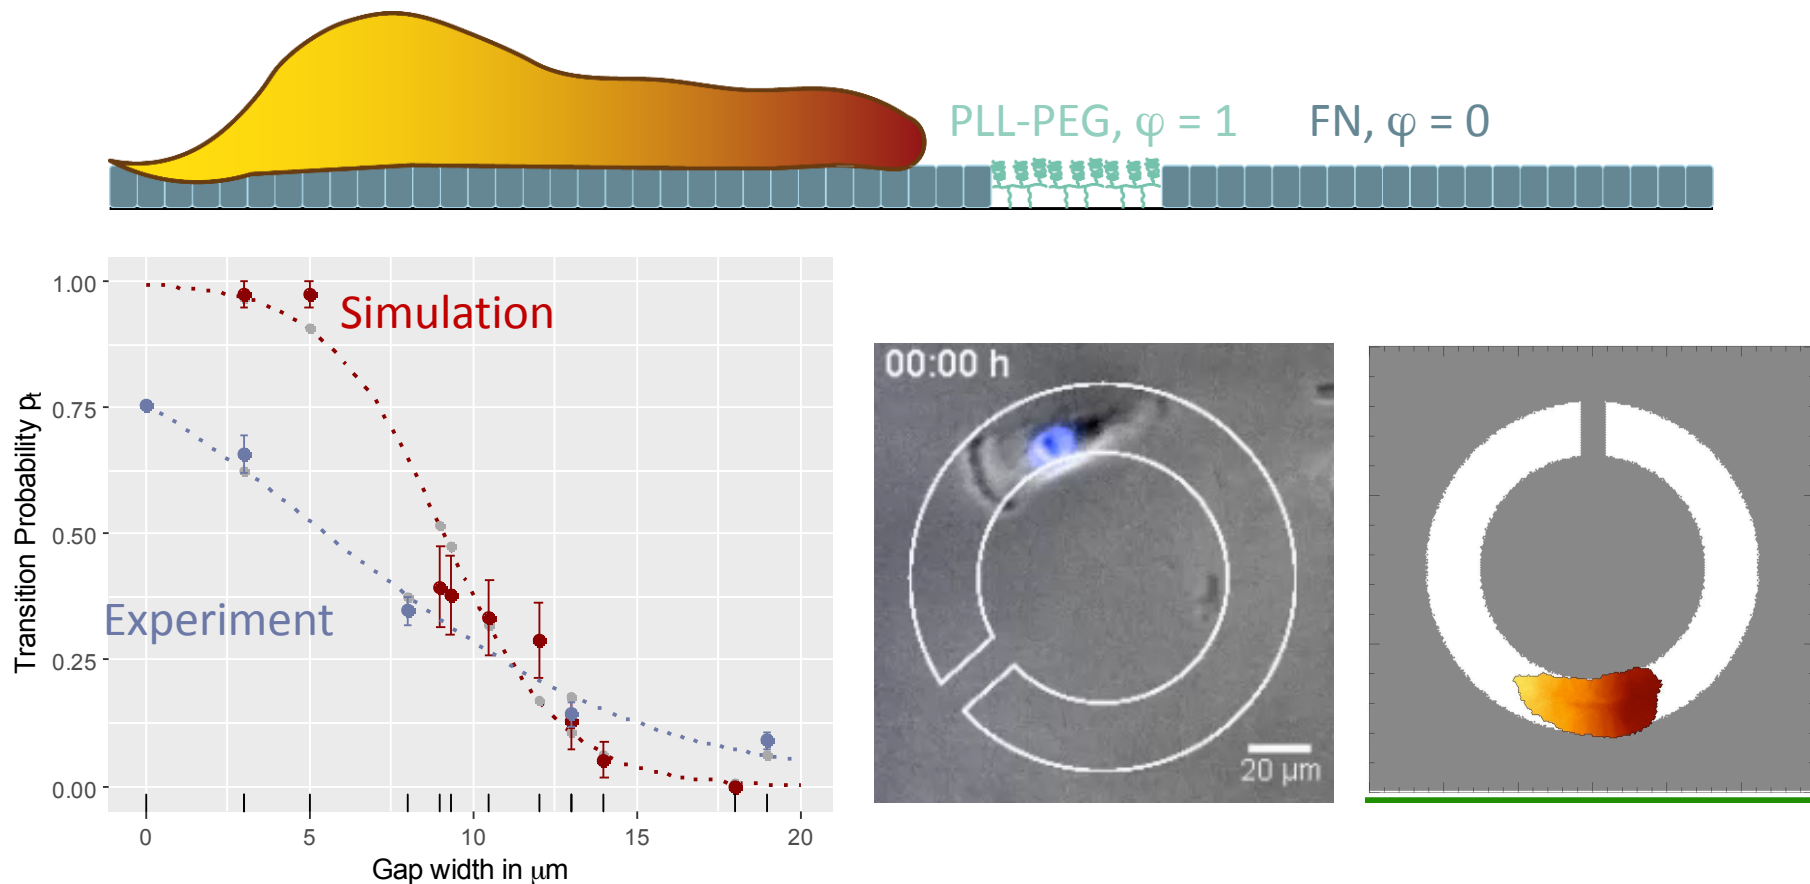 PLL-PEG, φ = 1
FN, φ = 0
1.00
0.75
0.50
0.25
0.00
Transition Probability pt
Simulation
Experiment
0
5
10
15
20
Gap width in μm
00:00 h
20 μm